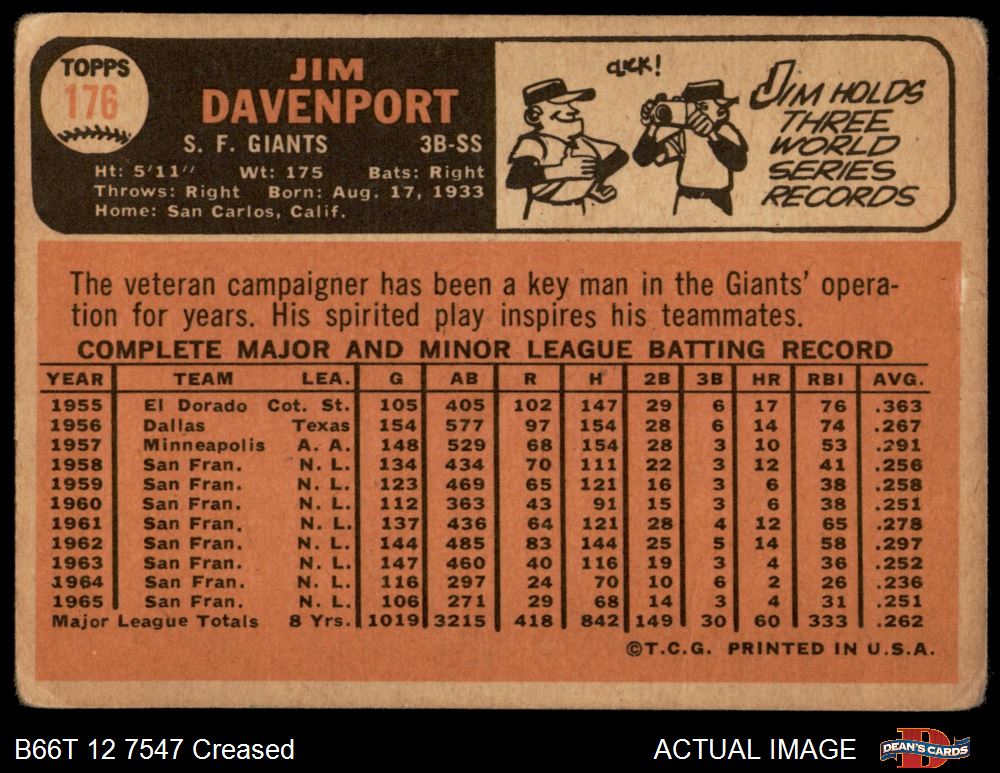 TOPPS
176
JIM
DAVENPORT
S. F. GIANTS 3B-SS
Ht: 5'11" Wt: 175 Bats: Right
Throws: Right Born: Aug. 17, 1933
Home: San Carlos, Calif.
CLICK!
JIM HOLDS
THREE
WORLD
SERIES
RECORDS
The veteran campaigner has been a key man in the Giants' opera-
tion for years. His spirited play inspires his teammates.
COMPLETE MAJOR AND MINOR LEAGUE BATTING RECORD
YEAR TEAM LEA. G AB R H 2B 3B HR RBI AVG.
1955 El Dorado Cot. St. 105 405 102 147 29 6 17 76 .363
1956 Dallas Texas 154 577 97 154 28 6 14 74 .267
1957 Minneapolis A. A. 148 529 68 154 28 3 10 53 .291
1958 San Fran. N. L. 134 434 70 111 22 3 12 41 .256
1959 San Fran. N. L. 123 469 65 121 16 3 6 38 .258
1960 San Fran. N. L. 112 363 43 91 15 3 6 38 .251
1961 San Fran. N. L. 137 436 64 121 28 4 12 65 .278
1962 San Fran. N. L. 144 485 83 144 25 5 14 58 .297
1963 San Fran. N. L. 147 460 40 116 19 3 4 36 .252
1964 San Fran. N. L. 116 297 24 70 10 6 2 26 .236
1965 San Fran. N. L. 106 271 29 68 14 3 4 31 .251
Major League Totals 8 Yrs. 1019 3215 418 842 149 30 60 333 .262
©T.C.G. PRINTED IN U.S.A.
B66T 12 7547 Creased ACTUAL IMAGE
DEAN'S CARDS